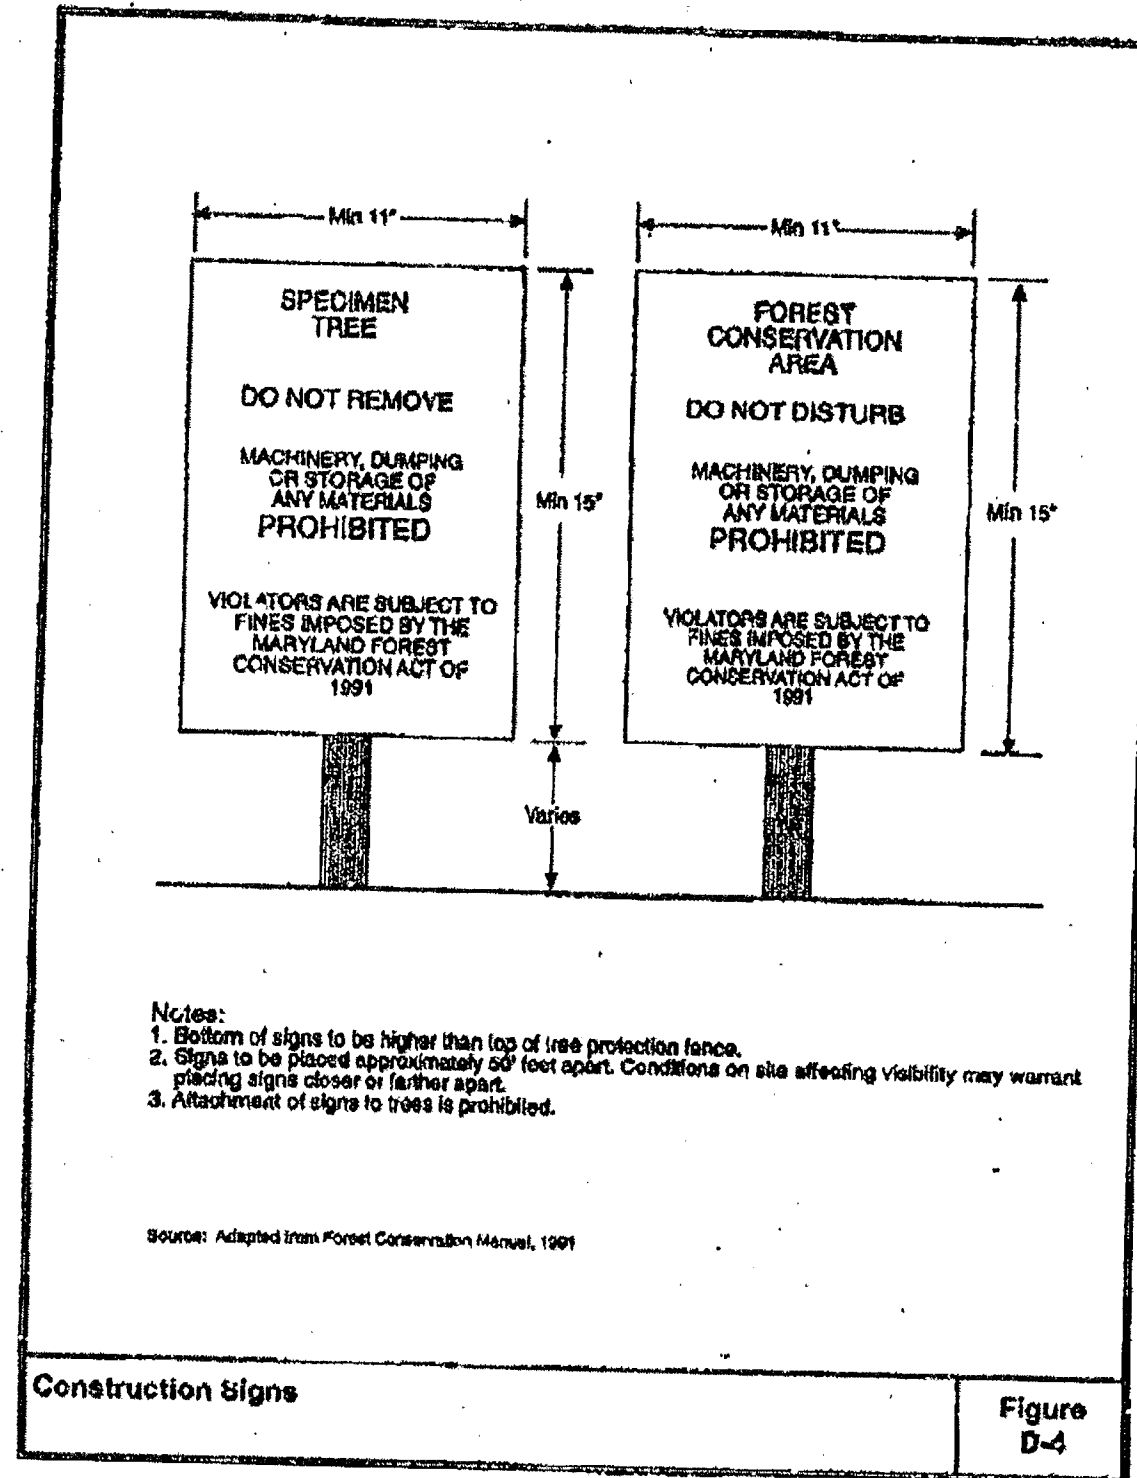 Min 11"
Min 11"
SPECIMEN
TREE
DO NOT REMOVE
MACHINERY, DUMPING
OR STORAGE OF
ANY MATERIALS
PROHIBITED
VIOLATORS ARE SUBJECT TO
FINES IMPOSED BY THE
MARYLAND FOREST
CONSERVATION ACT OF
1991
Min 15"
FOREST
CONSERVATION
AREA
DO NOT DISTURB
MACHINERY, DUMPING
OR STORAGE OF
ANY MATERIALS
PROHIBITED
VIOLATORS ARE SUBJECT TO
FINES IMPOSED BY THE
MARYLAND FOREST
CONSERVATION ACT OF
1991
Min 15"
Varies
Notes:
1. Bottom of signs to be higher than top of tree protection fence.
2. Signs to be placed approximately 50' feet apart. Conditions on site affecting visibility may warrant
placing signs closer or farther apart.
3. Attachment of signs to trees is prohibited.
Source: Adapted from Forest Conservation Manual, 1991
Construction Signs
Figure
D-4